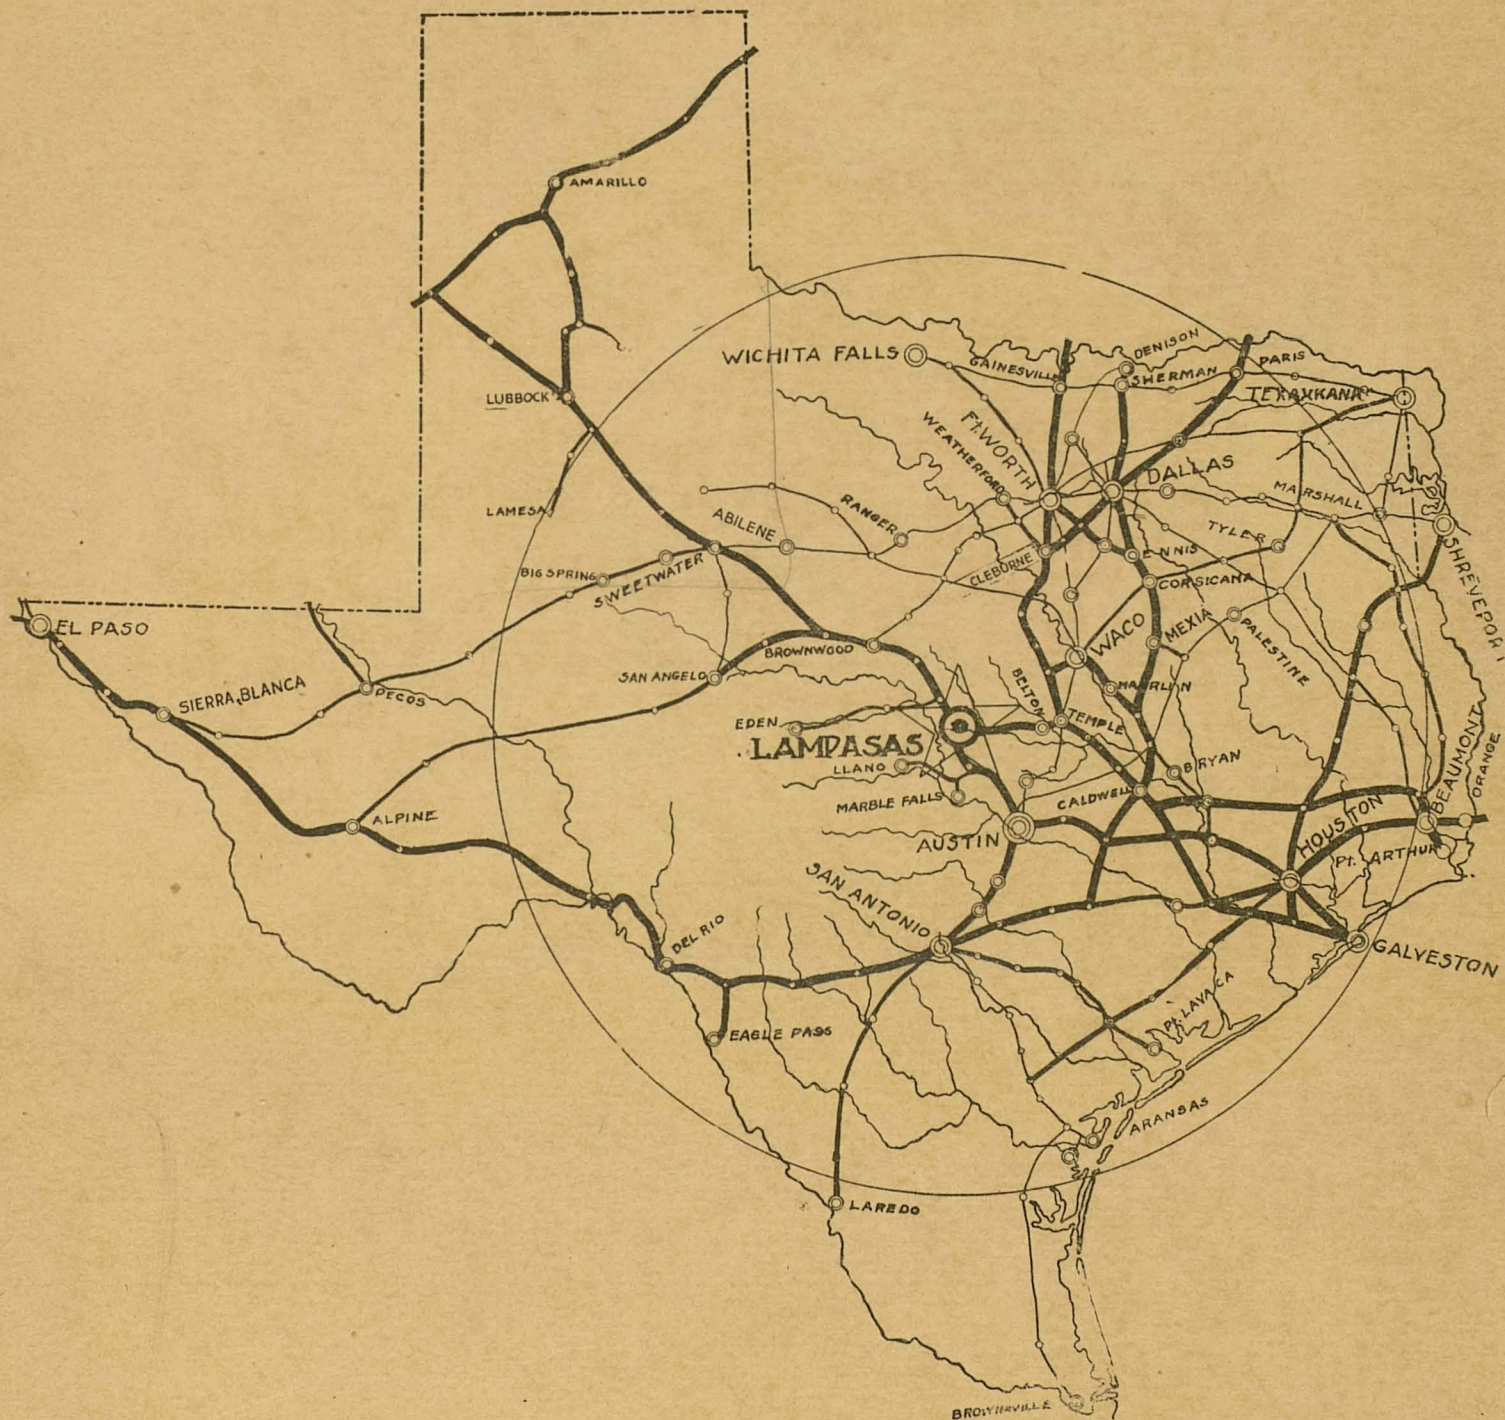 AMARILLO
LUBBOCK
LAMESA
WICHITA FALLS
GAINESVILLE
DENISON
SHERMAN
PARIS
TEXAXKANA
Ft. WORTH
WEATHERFORD
DALLAS
RANGER
ABILENE
MARSHALL
TYLER
SHREVEPORT
BIG SPRING
SWEETWATER
CLEBORNE
ENNIS
CORSICANA
EL PASO
BROWNWOOD
WACO
MEXIA
PALESTINE
SAN ANGELO
SIERRA BLANCA
PECOS
BELTON
MARLIN
EDEN
TEMPLE
LAMPASAS
LLANO
BRYAN
BEAUMONT
ORANGE
MARBLE FALLS
CALDWELL
ALPINE
AUSTIN
HOUSTON
Pt. ARTHUR
SAN ANTONIO
DEL RIO
GALVESTON
Pt. LAVACA
EAGLE PASS
ARANSAS
LAREDO
BROWNSVILLE